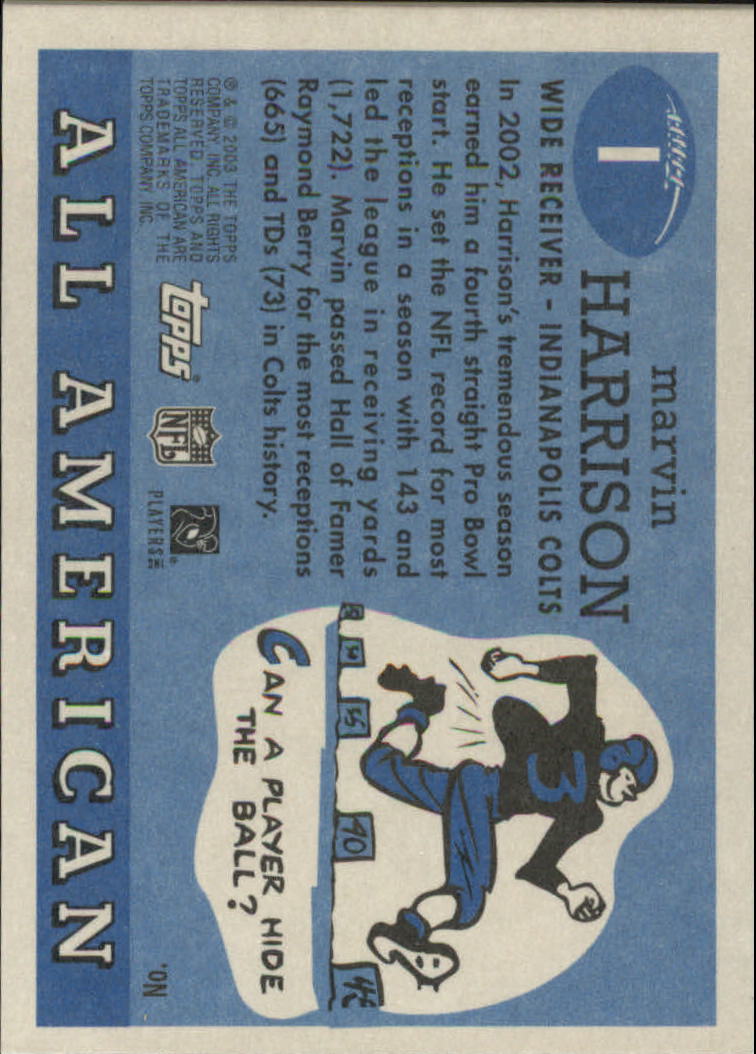 1
marvin
HARRISON
WIDE RECEIVER - INDIANAPOLIS COLTS
In 2002, Harrison's tremendous season
earned him a fourth straight Pro Bowl
start. He set the NFL record for most
receptions in a season with 143 and
led the league in receiving yards
(1,722). Marvin passed Hall of Famer
Raymond Berry for the most receptions
(665) and TDs (73) in Colts history.
® & © 2003 THE TOPPS
COMPANY, INC. ALL RIGHTS
RESERVED. TOPPS AND
TOPPS ALL AMERICAN ARE
TRADEMARKS OF THE
TOPPS COMPANY, INC.
topps®
NFL
PLAYERS INC
3
35
40
CAN A PLAYER HIDE
THE BALL?
NO.
ALL AMERICAN